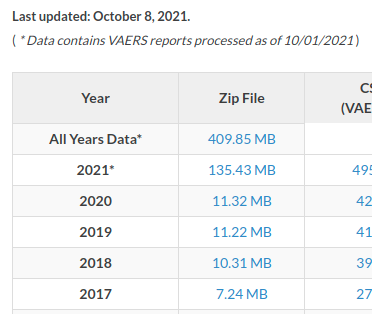 Last updated: October 8, 2021.
( *Data contains VAERS reports processed as of 10/01/2021)
Year Zip File
(VAE
All Years Data* 409.85 MB
2021* 135.43 MB 495
2020 11.32 MB 42
2019 11.22 MB 41
2018 10.31 MB 39
2017 7.24 MB 27